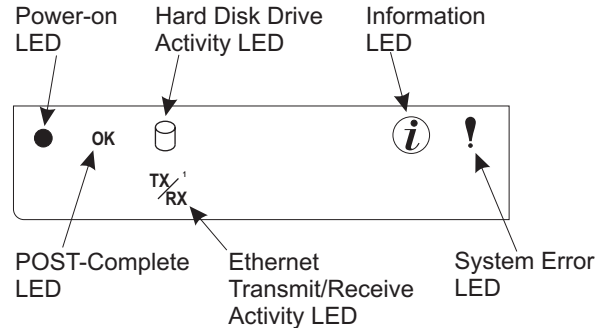 Power-on
LED
Hard Disk Drive
Activity LED
Information
LED
OK
i
!
TX/RX 1
POST-Complete
LED
Ethernet
Transmit/Receive
Activity LED
System Error
LED